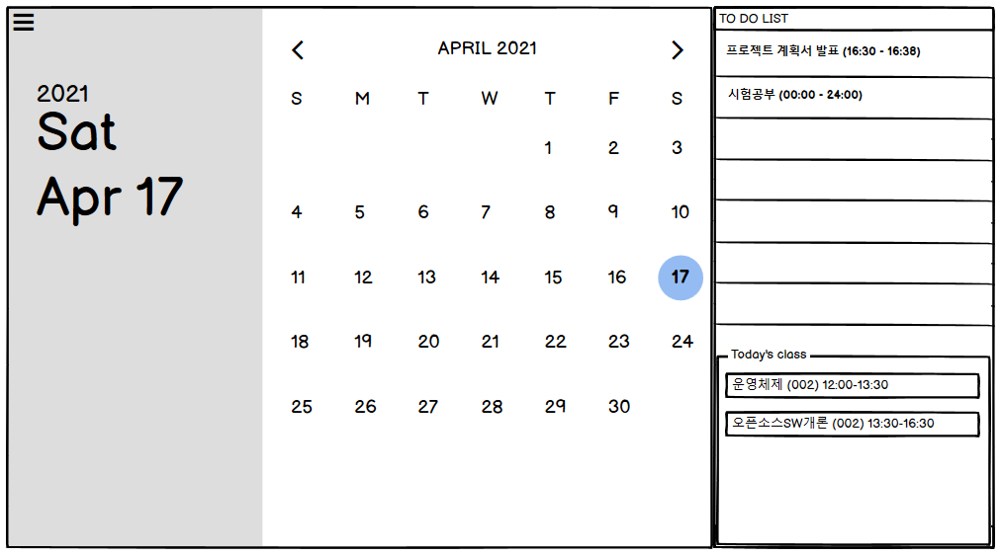 2021
Sat
Apr 17
APRIL 2021
S M T W T F S
1 2 3
4 5 6 7 8 9 10
11 12 13 14 15 16 17
18 19 20 21 22 23 24
25 26 27 28 29 30
TO DO LIST
프로젝트 계획서 발표 (16:30 - 16:38)
시험공부 (00:00 - 24:00)
Today's class
운영체제 (002) 12:00-13:30
오픈소스SW개론 (002) 13:30-16:30